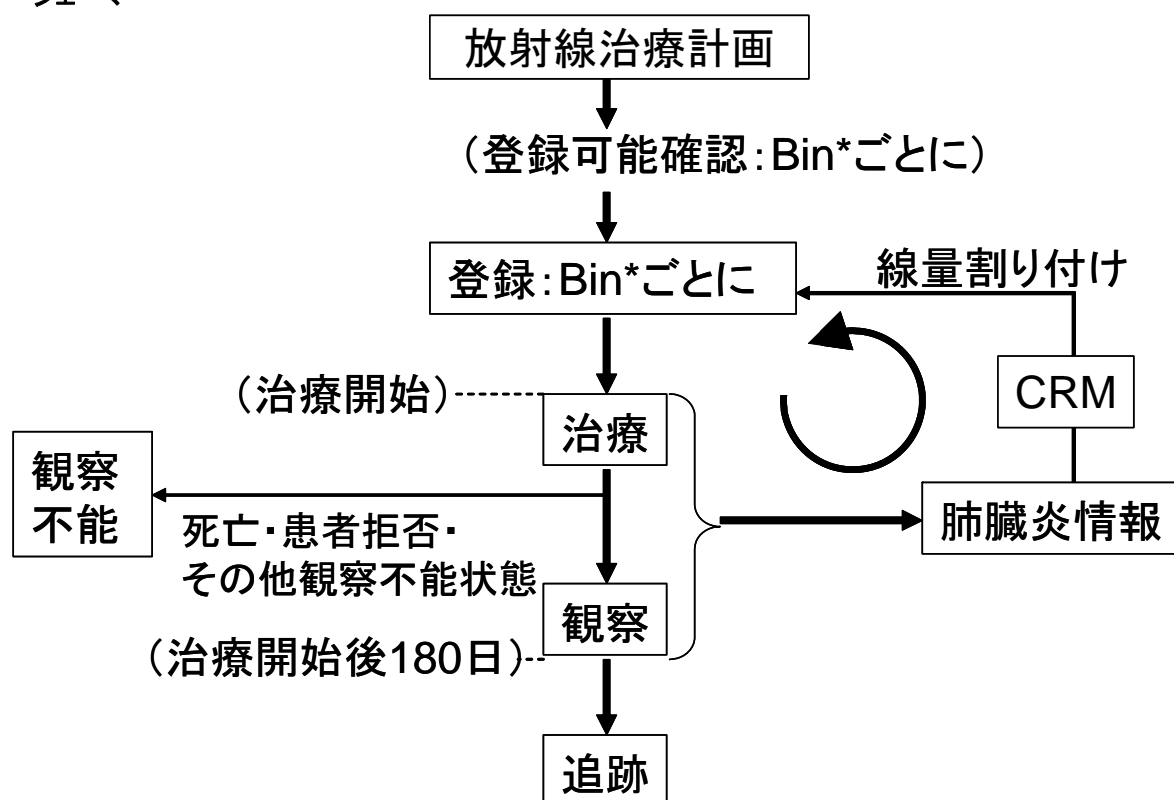 放射線治療計画
（登録可能確認：Bin*ごとに）
登録：Bin*ごとに
線量割り付け
（治療開始）
治療
CRM
観察
不能
死亡・患者拒否・
その他観察不能状態
肺臓炎情報
観察
（治療開始後180日）
追跡